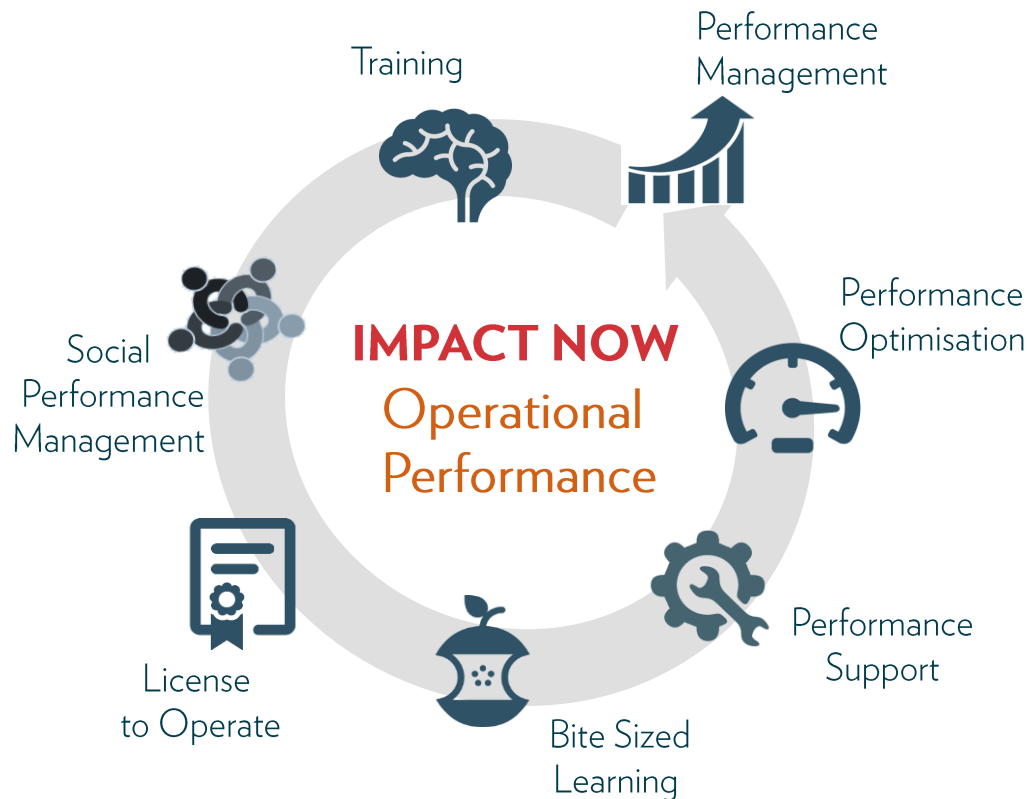 Training
Performance
Management
Performance
Optimisation
Social
Performance
Management
IMPACT NOW
Operational
Performance
Performance
Support
License
to Operate
Bite Sized
Learning